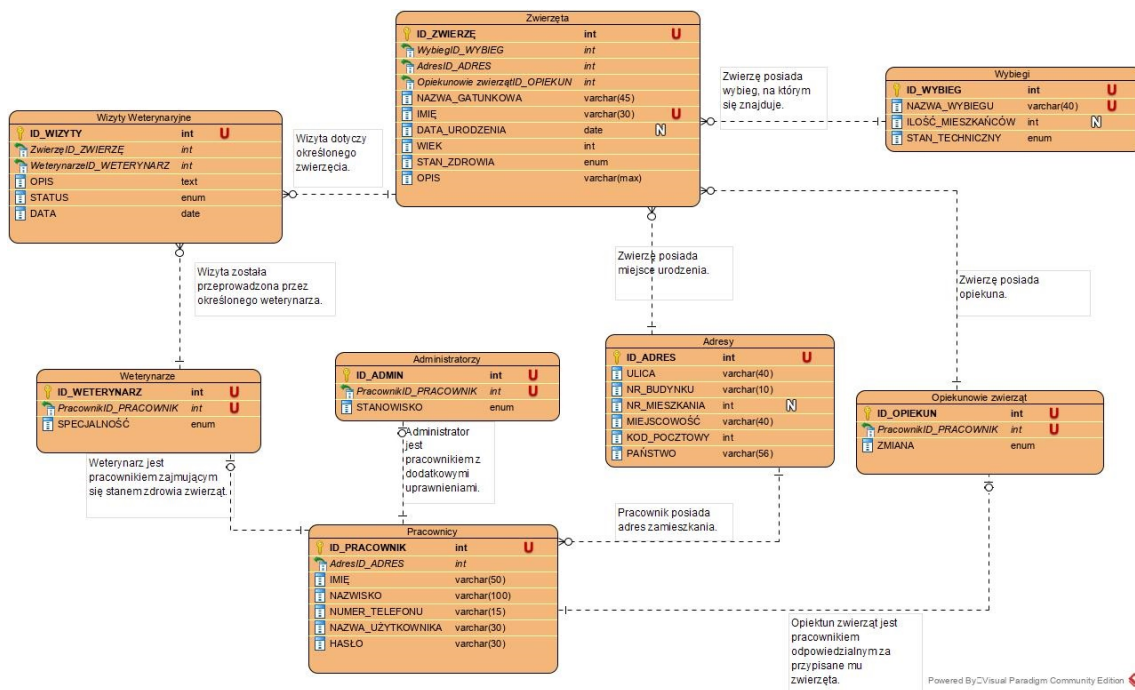 Zwierzęta
ID_ZWIERZĘ int U
WybiegID_WYBIEG int
AdresID_ADRES int
Opiekunowie zwierzątID_OPIEKUN int
NAZWA_GATUNKOWA varchar(45)
IMIĘ varchar(30) U
DATA_URODZENIA date N
WIEK int
STAN_ZDROWIA enum
OPIS varchar(max)
Zwierzę posiada
wybieg, na którym
się znajduje.
Wybiegi
ID_WYBIEG int U
NAZWA_WYBIEGU varchar(40) U
ILOŚĆ_MIESZKAŃCÓW int N
STAN_TECHNICZNY enum
Wizyty Weterynaryjne
ID_WIZYTY int U
ZwierzęID_ZWIERZĘ int
WeterynarzeID_WETERYNARZ int
OPIS text
STATUS enum
DATA date
Wizyta dotyczy
określonego
zwierzęcia.
Wizyta została
przeprowadzona przez
określonego weterynarza.
Zwierzę posiada
miejsce urodzenia.
Zwierzę posiada
opiekuna.
Weterynarze
ID_WETERYNARZ int U
PracownikID_PRACOWNIK int U
SPECJALNOŚĆ enum
Administratorzy
ID_ADMIN int U
PracownikID_PRACOWNIK int U
STANOWISKO enum
Adresy
ID_ADRES int U
ULICA varchar(40)
NR_BUDYNKU varchar(10)
NR_MIESZKANIA int N
MIEJSCOWOŚĆ varchar(40)
KOD_POCZTOWY int
PAŃSTWO varchar(56)
Opiekunowie zwierząt
ID_OPIEKUN int U
PracownikID_PRACOWNIK int U
ZMIANA enum
Weterynarz jest
pracownikiem zajmującym
się stanem zdrowia zwierząt.
Administrator
jest
pracownikiem z
dodatkowymi
uprawnieniami.
Pracownik posiada
adres zamieszkania.
Pracownicy
ID_PRACOWNIK int U
AdresID_ADRES int
IMIĘ varchar(50)
NAZWISKO varchar(100)
NUMER_TELEFONU varchar(15)
NAZWA_UŻYTKOWNIKA varchar(30)
HASŁO varchar(30)
Opiektun zwierząt jest
pracownikiem
odpowiedzialnym za
przypisane mu
zwierzęta.
Powered By Visual Paradigm Community Edition